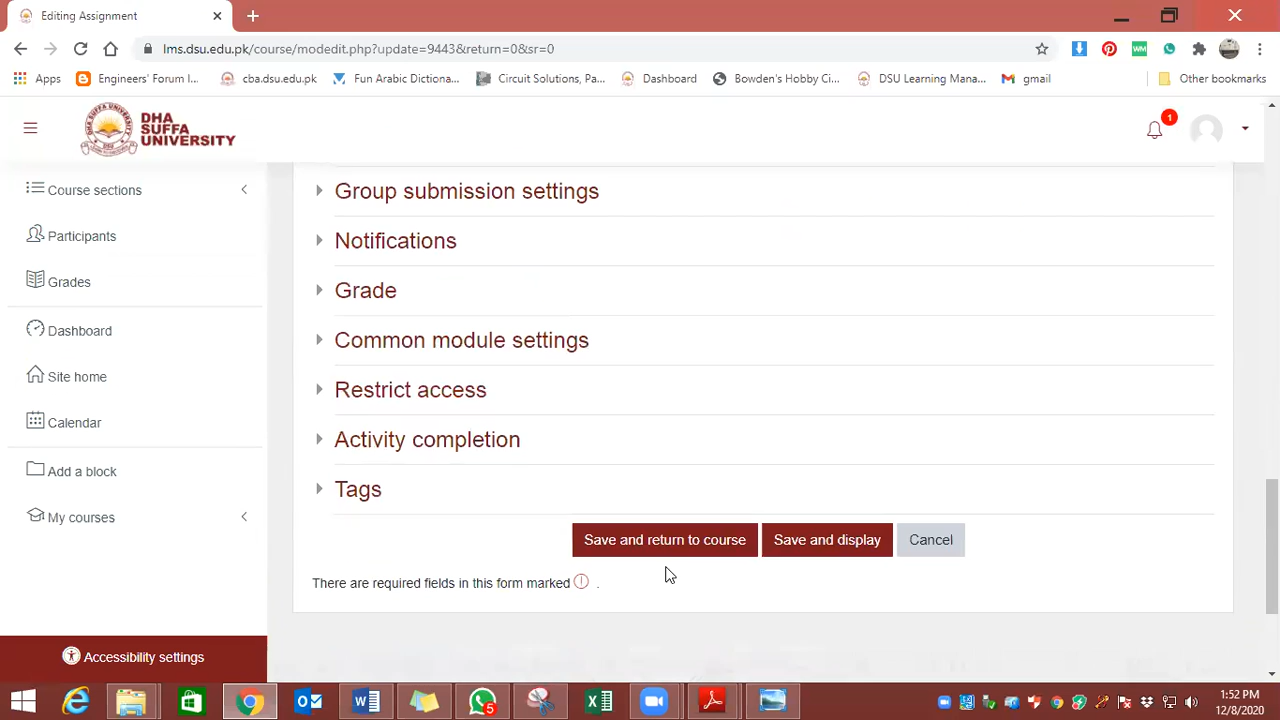 Editing Assignment
lms.dsu.edu.pk/course/modedit.php?update=9443&return=0&sr=0
Apps
Engineers' Forum I...
cba.dsu.edu.pk
Fun Arabic Dictiona...
Circuit Solutions, Pa...
Dashboard
Bowden's Hobby Ci...
DSU Learning Mana...
gmail
Other bookmarks
DHA
SUFFA
UNIVERSITY
1
Course sections
Participants
Grades
Dashboard
Site home
Calendar
Add a block
My courses
Accessibility settings
Group submission settings
Notifications
Grade
Common module settings
Restrict access
Activity completion
Tags
Save and return to course
Save and display
Cancel
There are required fields in this form marked .
5
1:52 PM
12/8/2020